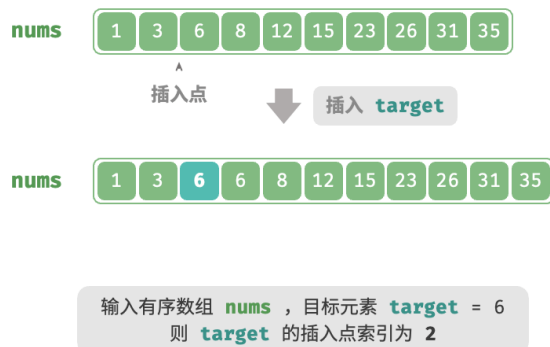 nums 1 3 6 8 12 15 23 26 31 35
插入点
插入 target
nums 1 3 6 6 8 12 15 23 26 31 35
输入有序数组 nums ，目标元素 target = 6
则 target 的插入点索引为 2